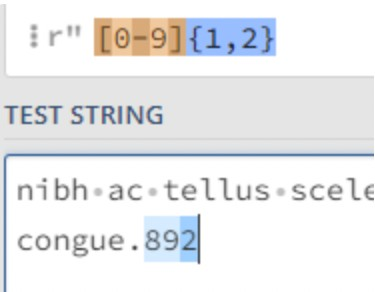 r" [0-9]{1,2}
TEST STRING
nibh·ac·tellus·scele
congue.892